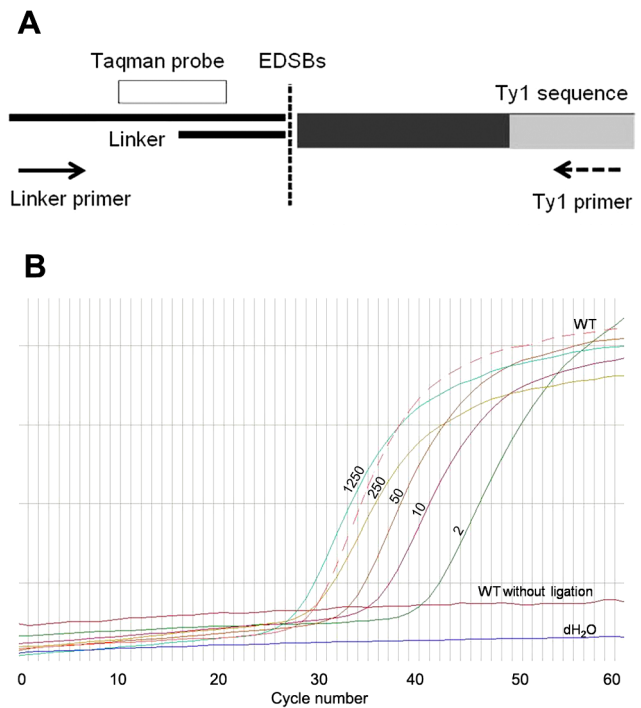 A
Taqman probe
EDSBs
Ty1 sequence
Linker
Linker primer
Ty1 primer
B
WT
1250
250
50
10
2
WT without ligation
dH₂O
0 10 20 30 40 50 60
Cycle number